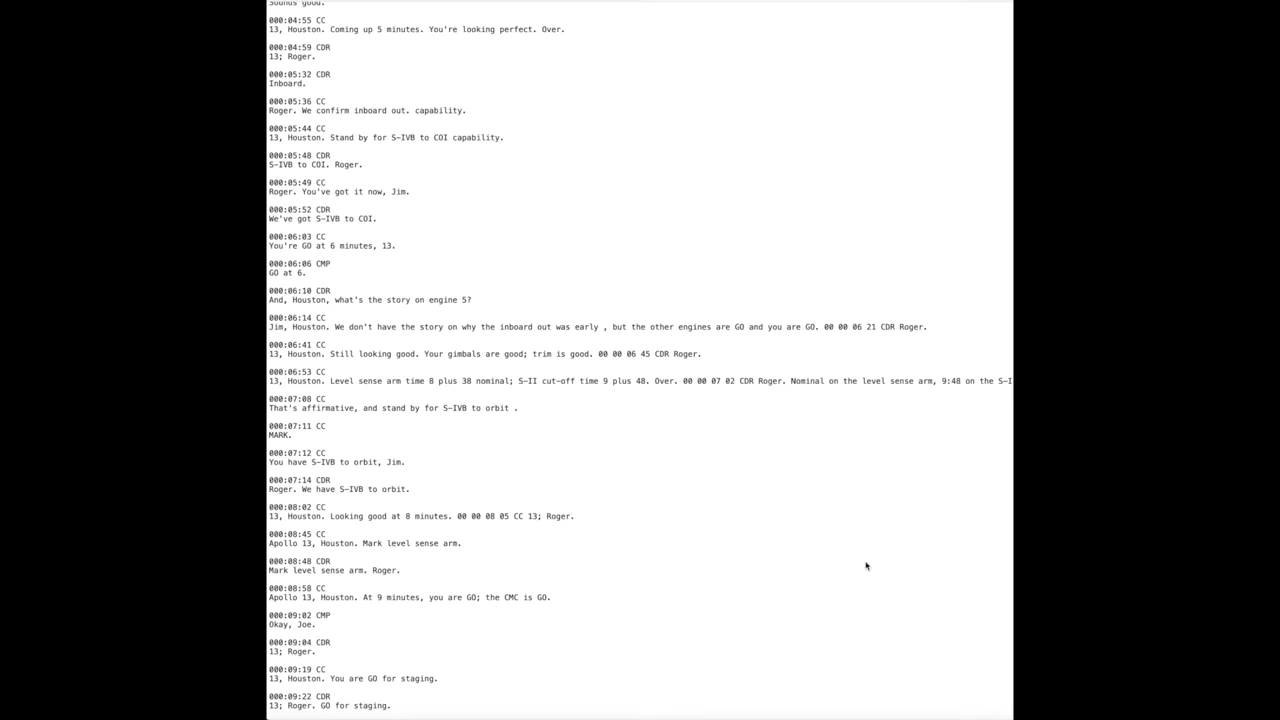 Sounds good.
000:04:55 CC
13, Houston. Coming up 5 minutes. You're looking perfect. Over.
000:04:59 CDR
13; Roger.
000:05:32 CDR
Inboard.
000:05:36 CC
Roger. We confirm inboard out. capability.
000:05:44 CC
13, Houston. Stand by for S-IVB to COI capability.
000:05:48 CDR
S-IVB to COI. Roger.
000:05:49 CC
Roger. You've got it now, Jim.
000:05:52 CDR
We've got S-IVB to COI.
000:06:03 CC
You're GO at 6 minutes, 13.
000:06:06 CMP
GO at 6.
000:06:10 CDR
And, Houston, what's the story on engine 5?
000:06:14 CC
Jim, Houston. We don't have the story on why the inboard out was early , but the other engines are GO and you are GO. 00 00 06 21 CDR Roger.
000:06:41 CC
13, Houston. Still looking good. Your gimbals are good; trim is good. 00 00 06 45 CDR Roger.
000:06:53 CC
13, Houston. Level sense arm time 8 plus 38 nominal; S-II cut-off time 9 plus 48. Over. 00 00 07 02 CDR Roger. Nominal on the level sense arm, 9:48 on the S-I
000:07:08 CC
That's affirmative, and stand by for S-IVB to orbit .
000:07:11 CC
MARK.
000:07:12 CC
You have S-IVB to orbit, Jim.
000:07:14 CDR
Roger. We have S-IVB to orbit.
000:08:02 CC
13, Houston. Looking good at 8 minutes. 00 00 08 05 CC 13; Roger.
000:08:45 CC
Apollo 13, Houston. Mark level sense arm.
000:08:48 CDR
Mark level sense arm. Roger.
000:08:58 CC
Apollo 13, Houston. At 9 minutes, you are GO; the CMC is GO.
000:09:02 CMP
Okay, Joe.
000:09:04 CDR
13; Roger.
000:09:19 CC
13, Houston. You are GO for staging.
000:09:22 CDR
13; Roger. GO for staging.